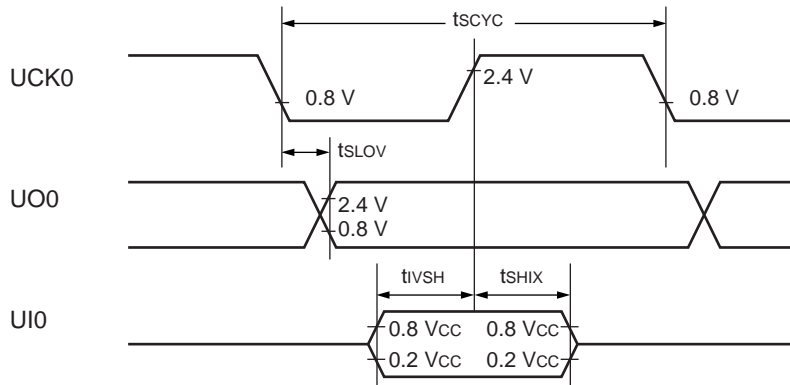 tSCYC
UCK0
2.4 V
0.8 V 0.8 V
tSLOV
UO0
2.4 V
0.8 V
tIVSH tSHIX
UI0
0.8 VCC 0.8 VCC
0.2 VCC 0.2 VCC